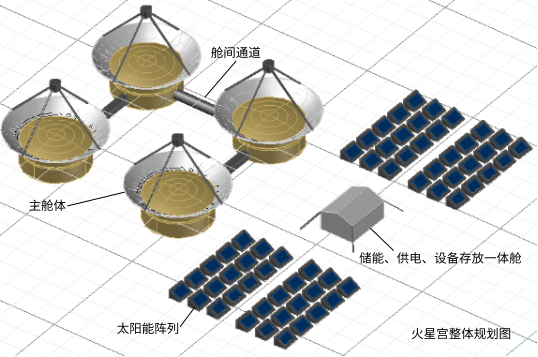 舱间通道
主舱体
储能、供电、设备存放一体舱
太阳能阵列
火星宫整体规划图